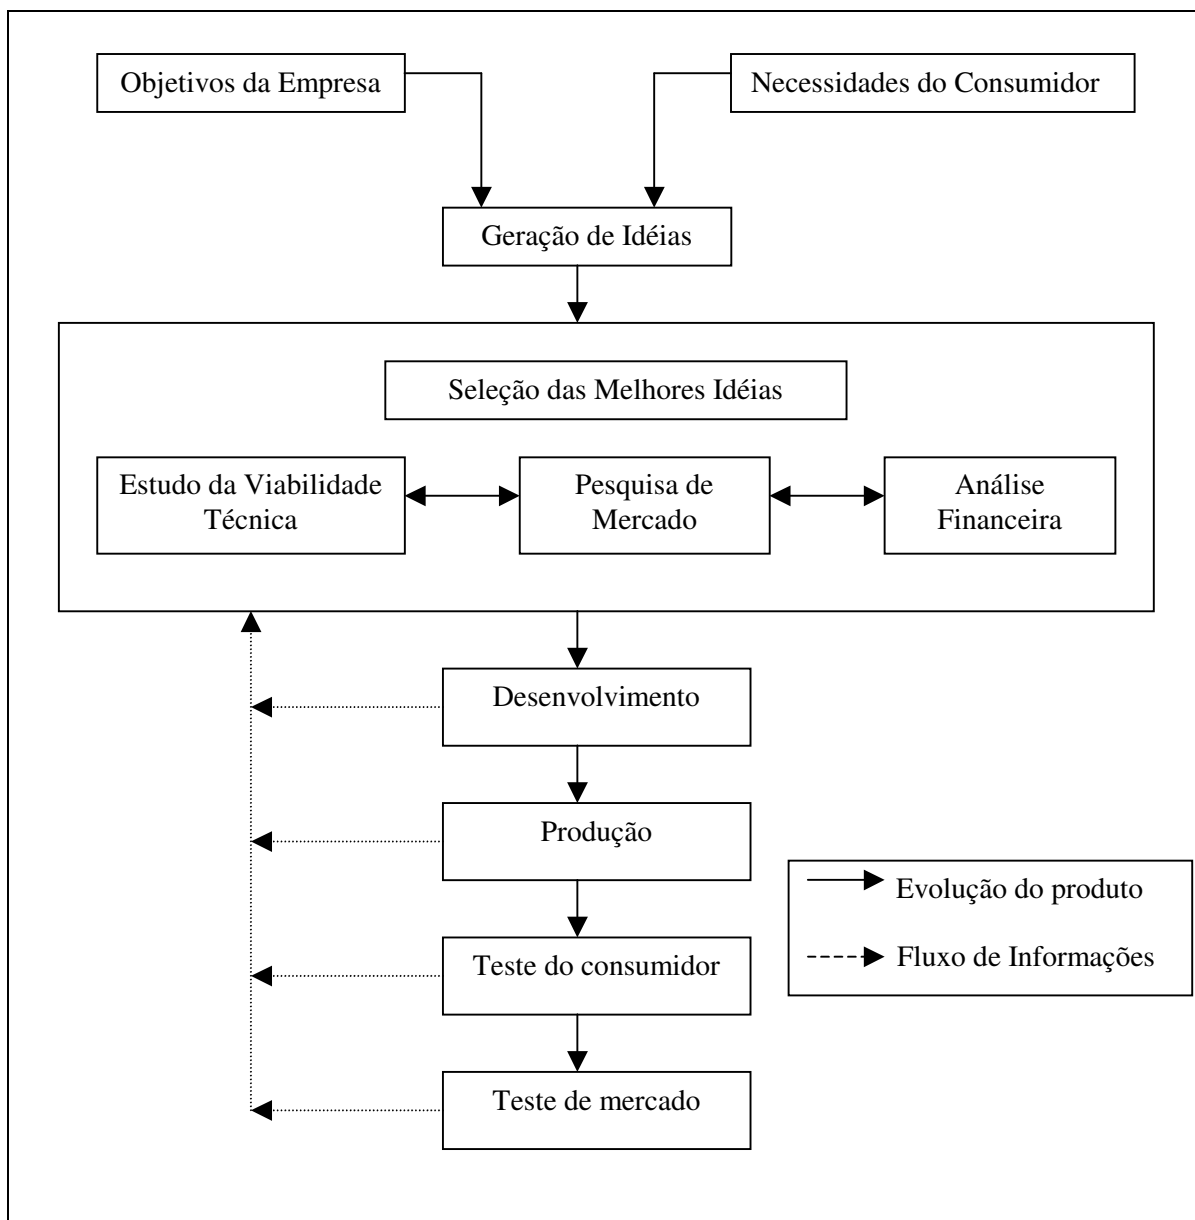 Objetivos da Empresa
Necessidades do Consumidor
Geração de Idéias
Seleção das Melhores Idéias
Estudo da Viabilidade
Técnica
Pesquisa de
Mercado
Análise
Financeira
Desenvolvimento
Produção
Teste do consumidor
Teste de mercado
Evolução do produto
Fluxo de Informações